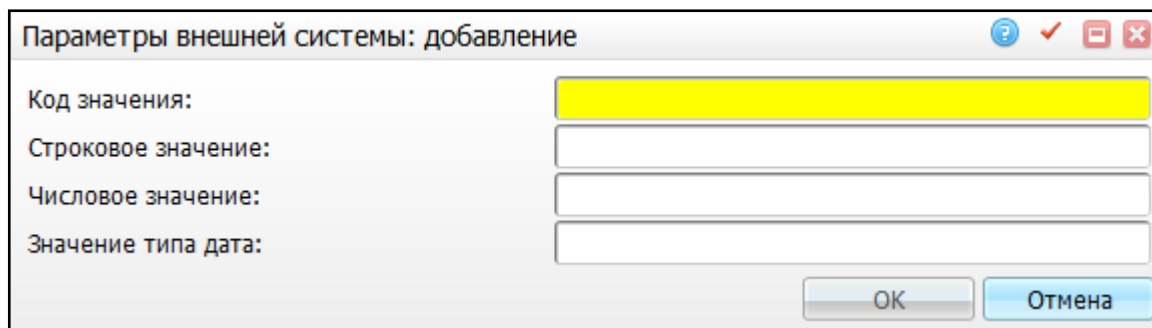 Параметры внешней системы: добавление
Код значения:
Строковое значение:
Числовое значение:
Значение типа дата:
ОК Отмена